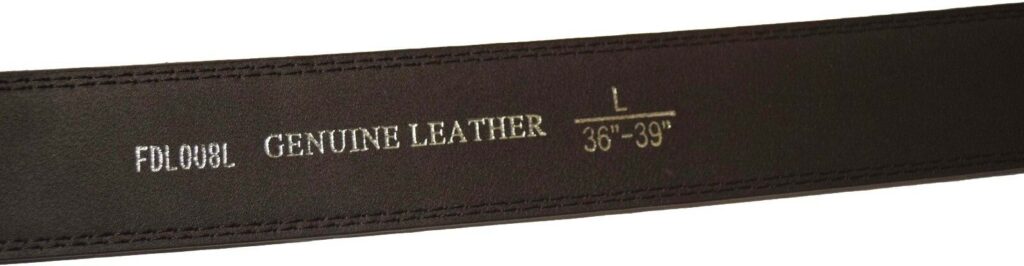 FDL008L GENUINE LEATHER
L
36"-39"